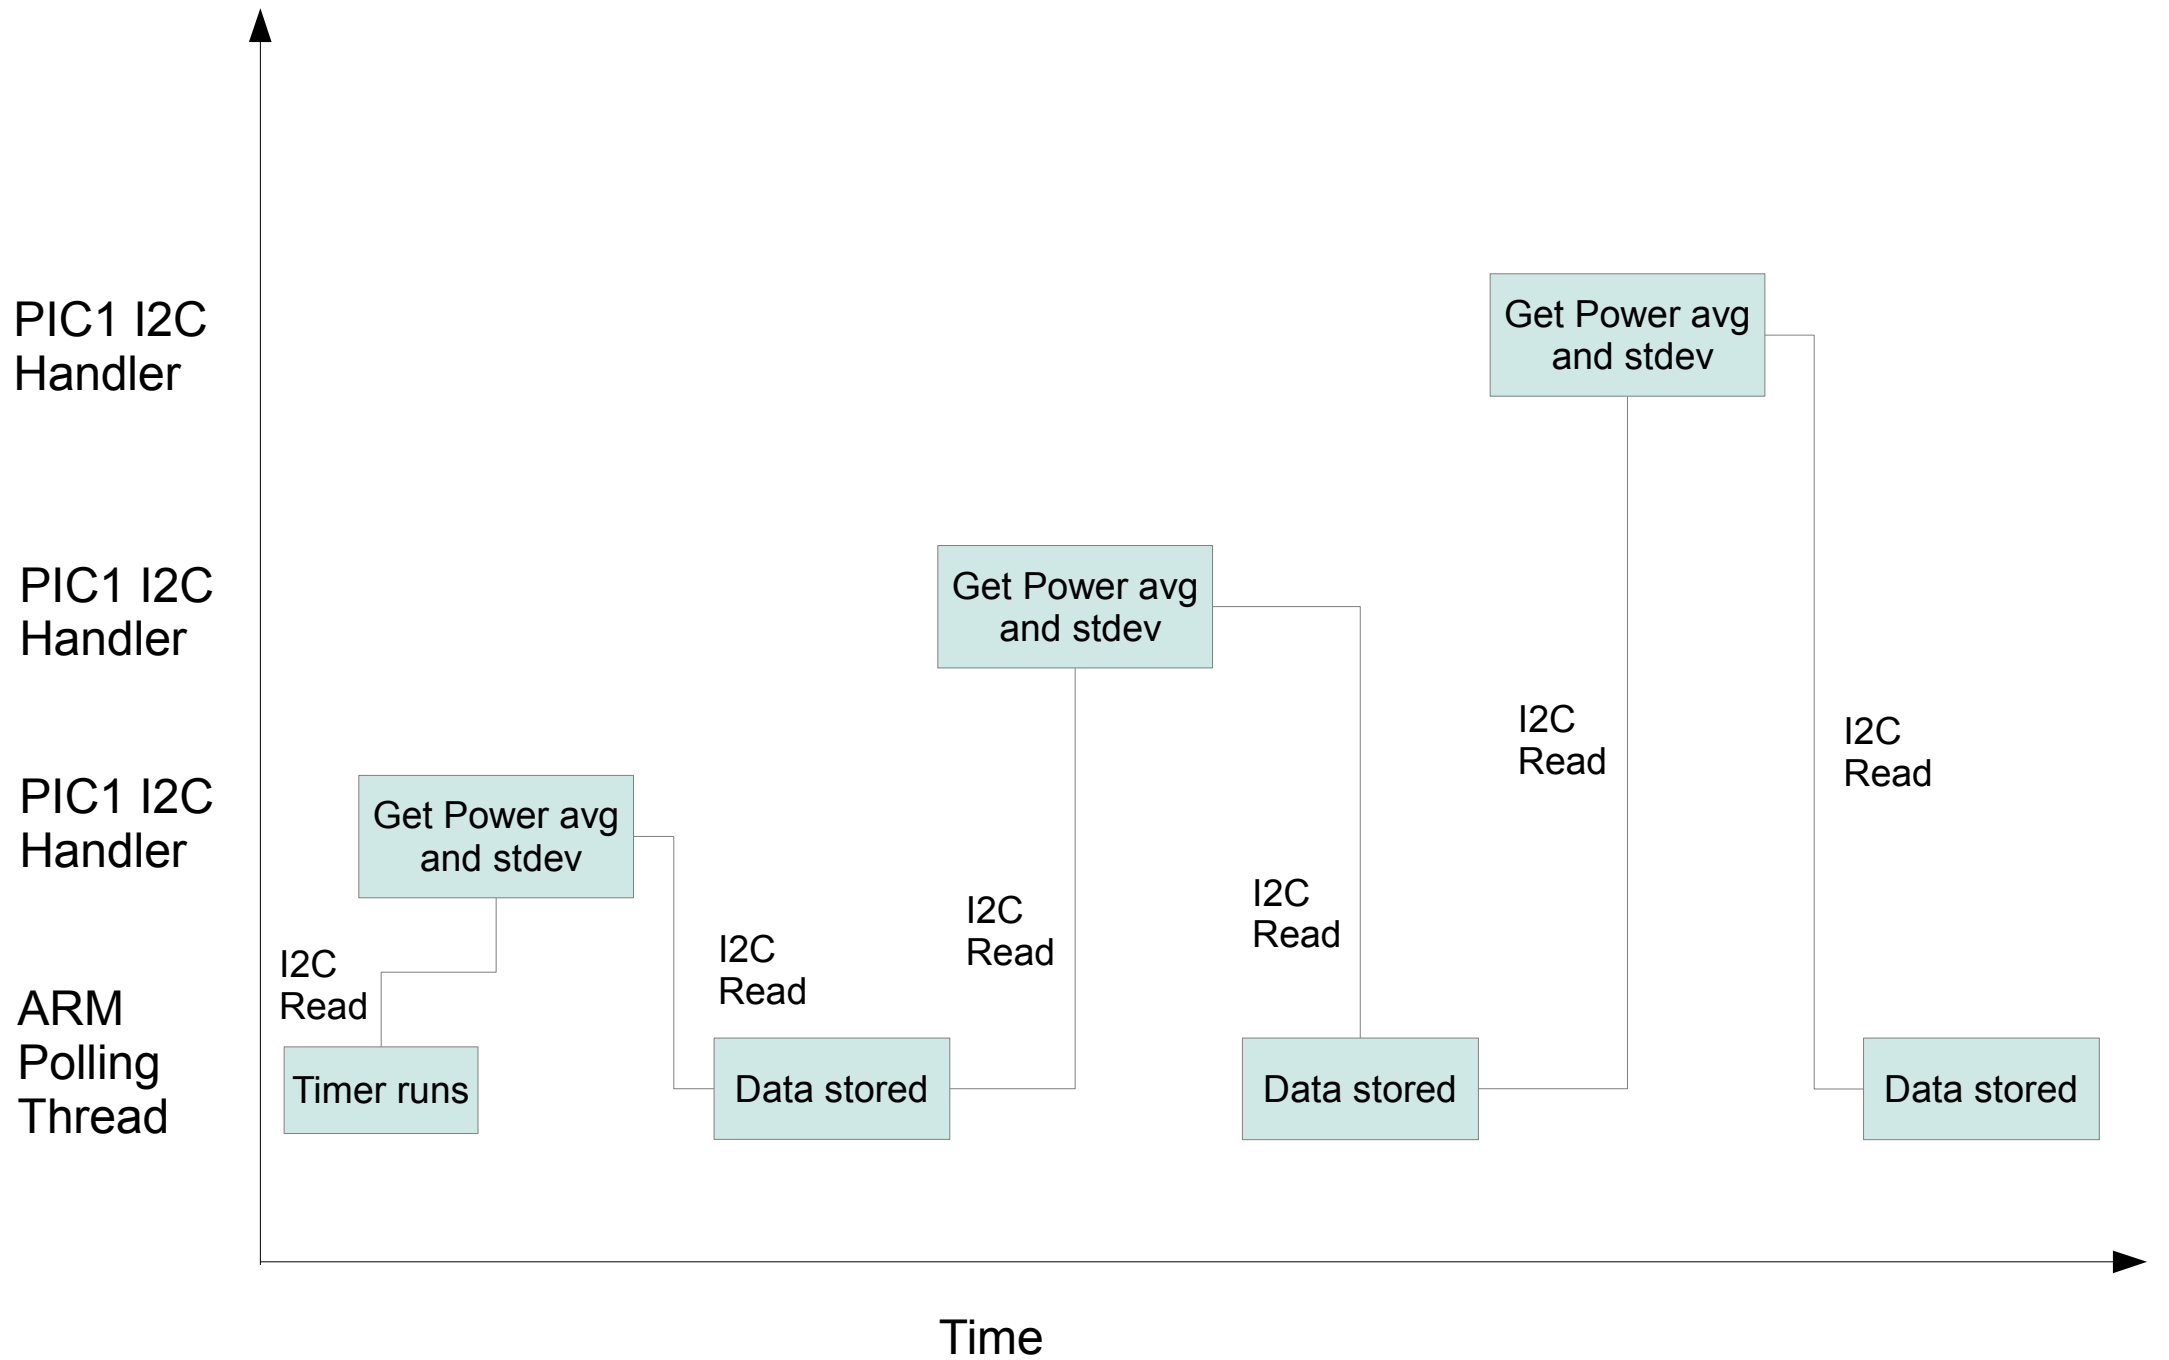 PIC1 I2C
Handler
Get Power avg
and stdev
PIC1 I2C
Handler
Get Power avg
and stdev
I2C
Read
I2C
Read
PIC1 I2C
Handler
Get Power avg
and stdev
I2C
Read
I2C
Read
I2C
Read
I2C
Read
ARM
Polling
Thread
Timer runs
Data stored
Data stored
Data stored
Time